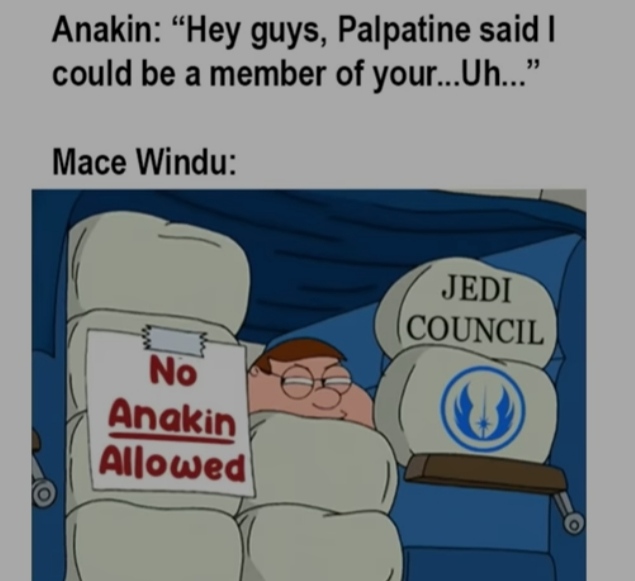 Anakin: “Hey guys, Palpatine said I
could be a member of your...Uh...”
Mace Windu:
JEDI
COUNCIL
No
Anakin
Allowed